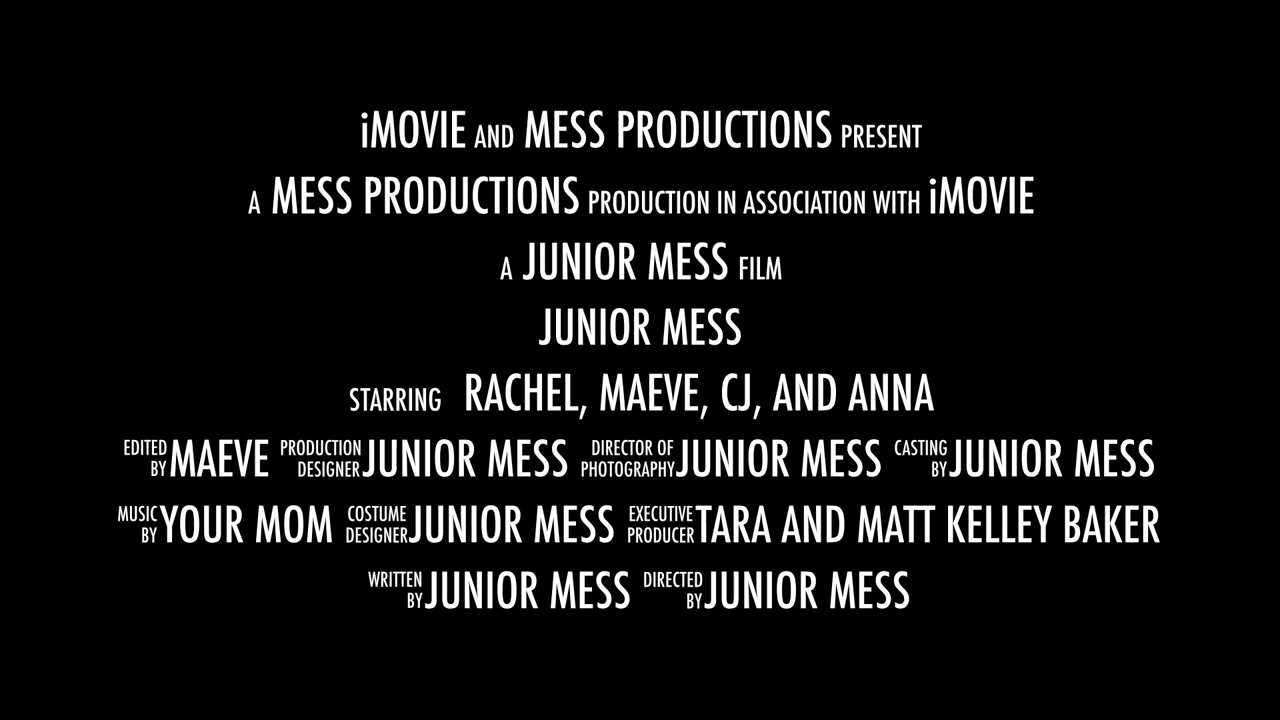 iMOVIE AND MESS PRODUCTIONS PRESENT
A MESS PRODUCTIONS PRODUCTION IN ASSOCIATION WITH iMOVIE
A JUNIOR MESS FILM
JUNIOR MESS
STARRING RACHEL, MAEVE, CJ, AND ANNA
EDITED BY MAEVE PRODUCTION DESIGNER JUNIOR MESS DIRECTOR OF PHOTOGRAPHY JUNIOR MESS CASTING BY JUNIOR MESS
MUSIC BY YOUR MOM COSTUME DESIGNER JUNIOR MESS EXECUTIVE PRODUCER TARA AND MATT KELLEY BAKER
WRITTEN BY JUNIOR MESS DIRECTED BY JUNIOR MESS